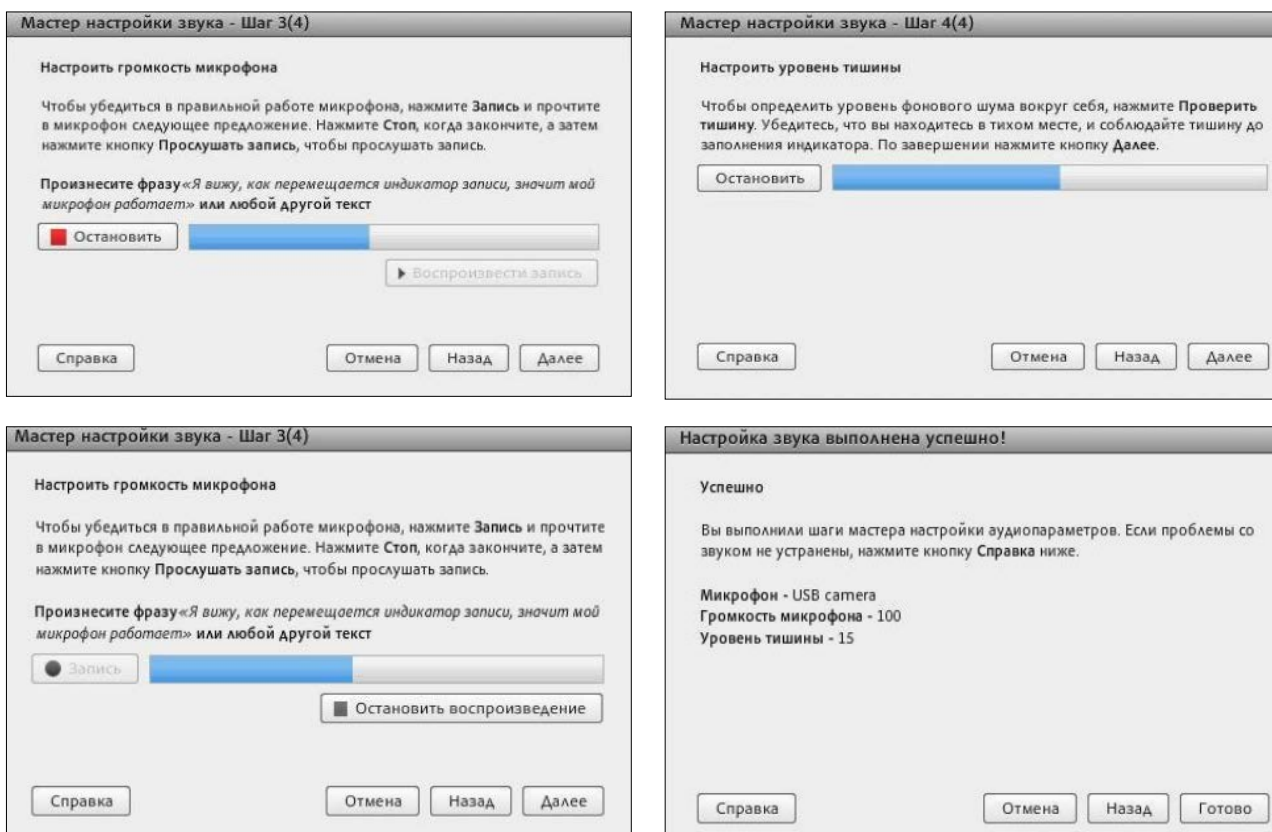 Мастер настройки звука - Шаг 3(4)
Настроить громкость микрофона
Чтобы убедиться в правильной работе микрофона, нажмите Запись и прочтите
в микрофон следующее предложение. Нажмите Стоп, когда закончите, а затем
нажмите кнопку Прослушать запись, чтобы прослушать запись.
Произнесите фразу«Я вижу, как перемещается индикатор записи, значит мой
микрофон работает» или любой другой текст
Остановить
Воспроизвести запись
Справка
Отмена
Назад
Далее
Мастер настройки звука - Шаг 4(4)
Настроить уровень тишины
Чтобы определить уровень фонового шума вокруг себя, нажмите Проверить
тишину. Убедитесь, что вы находитесь в тихом месте, и соблюдайте тишину до
заполнения индикатора. По завершении нажмите кнопку Далее.
Остановить
Справка
Отмена
Назад
Далее
Мастер настройки звука - Шаг 3(4)
Настроить громкость микрофона
Чтобы убедиться в правильной работе микрофона, нажмите Запись и прочтите
в микрофон следующее предложение. Нажмите Стоп, когда закончите, а затем
нажмите кнопку Прослушать запись, чтобы прослушать запись.
Произнесите фразу«Я вижу, как перемещается индикатор записи, значит мой
микрофон работает» или любой другой текст
Запись
Остановить воспроизведение
Справка
Отмена
Назад
Далее
Настройка звука выполнена успешно!
Успешно
Вы выполнили шаги мастера настройки аудиопараметров. Если проблемы со
звуком не устранены, нажмите кнопку Справка ниже.
Микрофон - USB camera
Громкость микрофона - 100
Уровень тишины - 15
Справка
Отмена
Назад
Готово